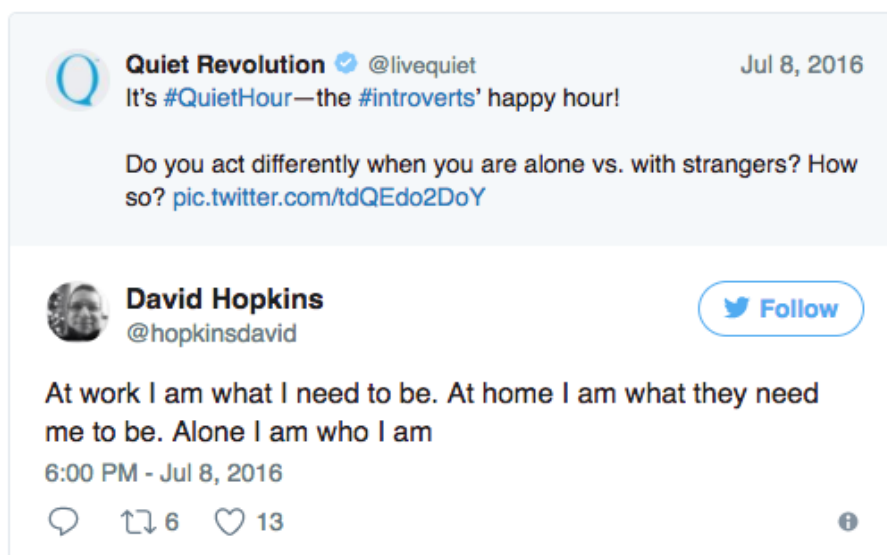 Quiet Revolution @livequiet Jul 8, 2016
It's #QuietHour—the #introverts' happy hour!
Do you act differently when you are alone vs. with strangers? How
so? pic.twitter.com/tdQEdo2DoY
David Hopkins
@hopkinsdavid
Follow
At work I am what I need to be. At home I am what they need
me to be. Alone I am who I am
6:00 PM - Jul 8, 2016
6 13